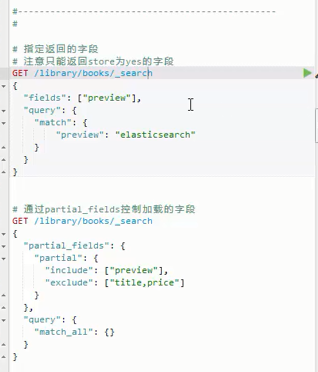 #--------------------------------------------
#
# 指定返回的字段
# 注意只能返回store为yes的字段
GET /library/books/_search
{
"fields": ["preview"],
"query": {
"match": {
"preview": "elasticsearch"
}
}
}
# 通过partial_fields控制加载的字段
GET /library/books/_search
{
"partial_fields": {
"partial": {
"include": ["preview"],
"exclude": ["title,price"]
}
},
"query": {
"match_all": {}
}
}